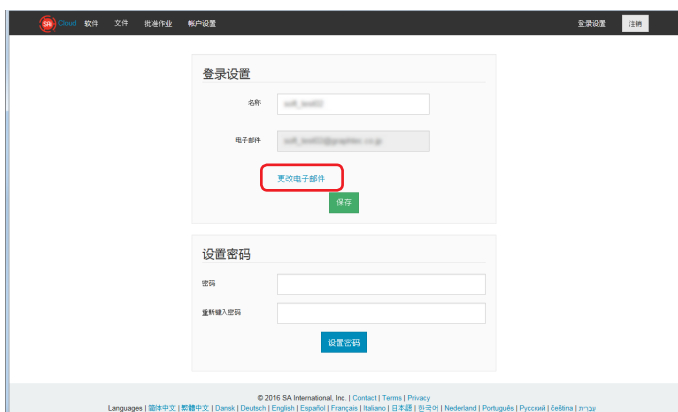 SAi Cloud 软件 文件 批准作业 帐户设置 登录设置 注销
登录设置
名称
电子邮件
更改电子邮件
保存
设置密码
密码
重新键入密码
设置密码
© 2016 SA International, Inc. | Contact | Terms | Privacy
Languages | 简体中文 | 繁體中文 | Dansk | Deutsch | English | Español | Français | Italiano | 日本語 | 한국어 | Nederland | Português | Русский | čeština | עברית